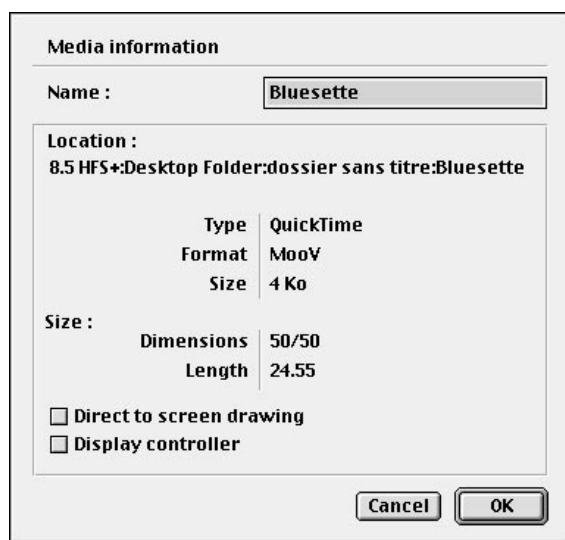 Media information
Name : Bluesette
Location :
8.5 HFS+:Desktop Folder:dossier sans titre:Bluesette
Type QuickTime
Format MooV
Size 4 Ko
Size :
Dimensions 50/50
Length 24.55
Direct to screen drawing
Display controller
Cancel OK